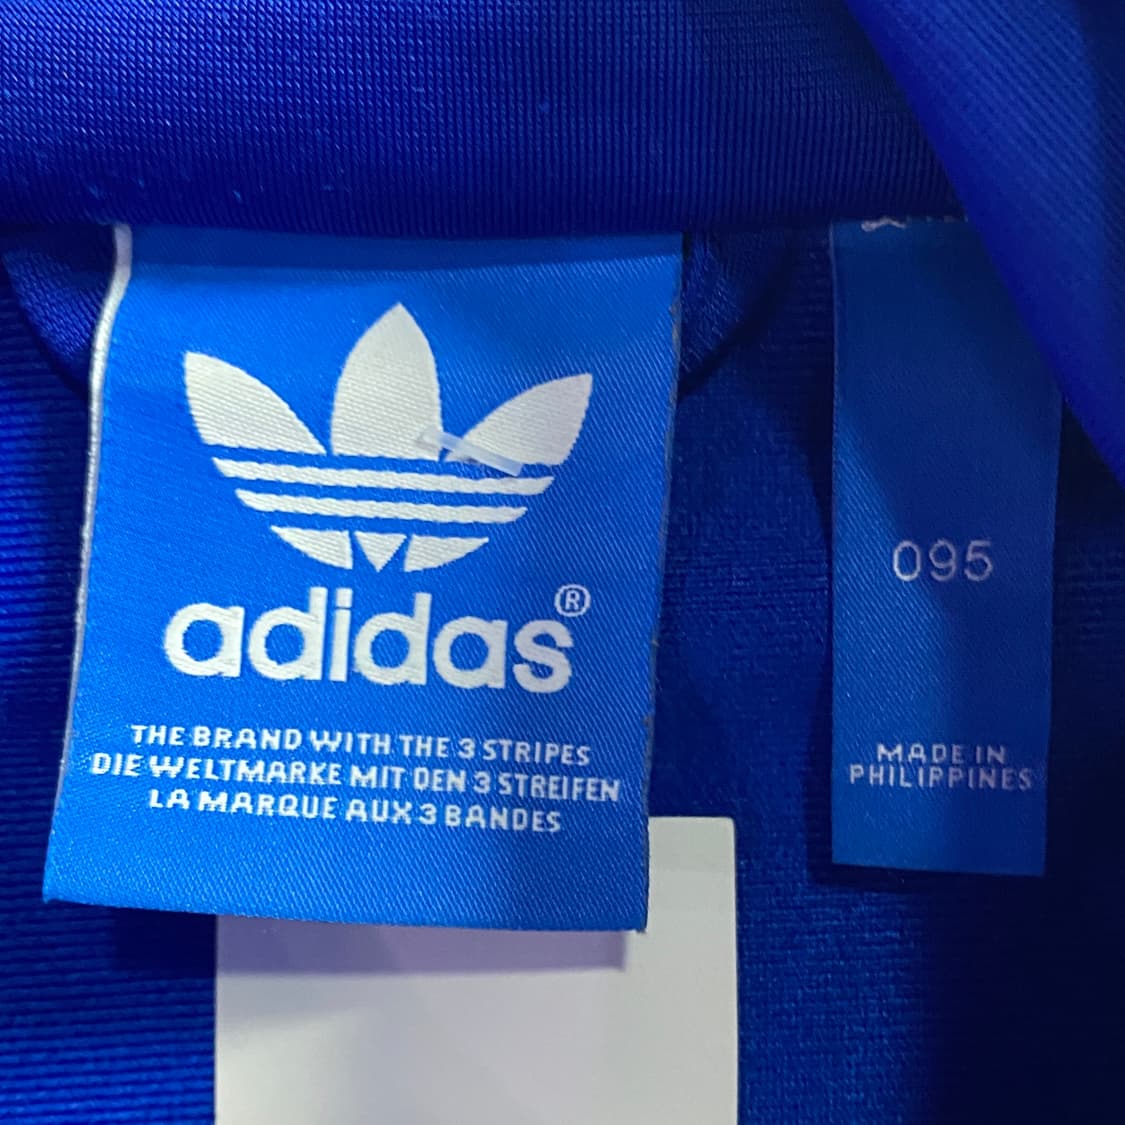 adidas®
THE BRAND WITH THE 3 STRIPES
DIE WELTMARKE MIT DEN 3 STREIFEN
LA MARQUE AUX 3 BANDES
095
MADE IN
PHILIPPINES